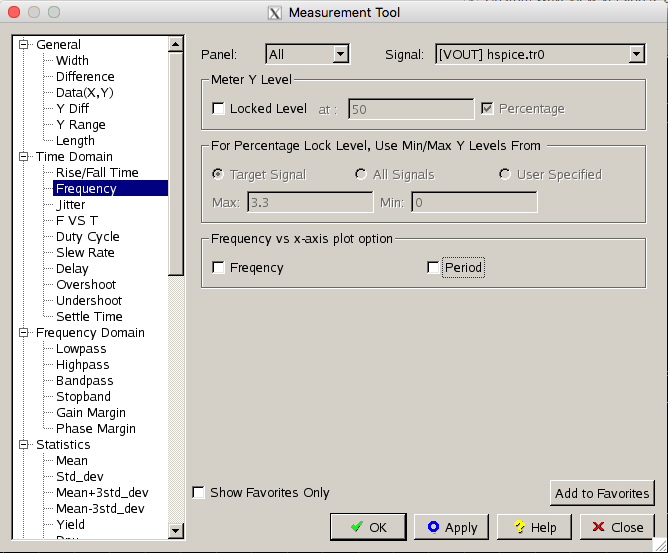 Measurement Tool
General
Width
Difference
Data(X,Y)
Y Diff
Y Range
Length
Time Domain
Rise/Fall Time
Frequency
Jitter
F VS T
Duty Cycle
Slew Rate
Delay
Overshoot
Undershoot
Settle Time
Frequency Domain
Lowpass
Highpass
Bandpass
Stopband
Gain Margin
Phase Margin
Statistics
Mean
Std_dev
Mean+3std_dev
Mean-3std_dev
Yield
Panel: All Signal: [VOUT] hspice.tr0
Meter Y Level
Locked Level at : 50 Percentage
For Percentage Lock Level, Use Min/Max Y Levels From
Target Signal All Signals User Specified
Max: 3.3 Min: 0
Frequency vs x-axis plot option
Freqency Period
Show Favorites Only Add to Favorites
OK Apply Help Close